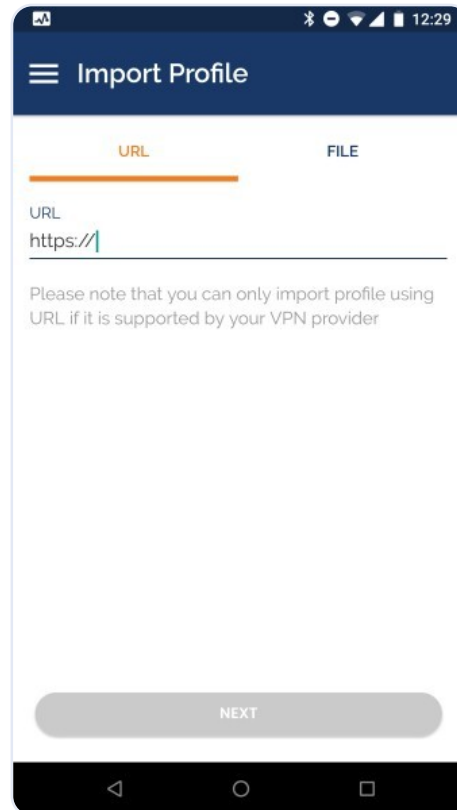 12:29
Import Profile
URL
FILE
URL
https://
Please note that you can only import profile using
URL if it is supported by your VPN provider
NEXT